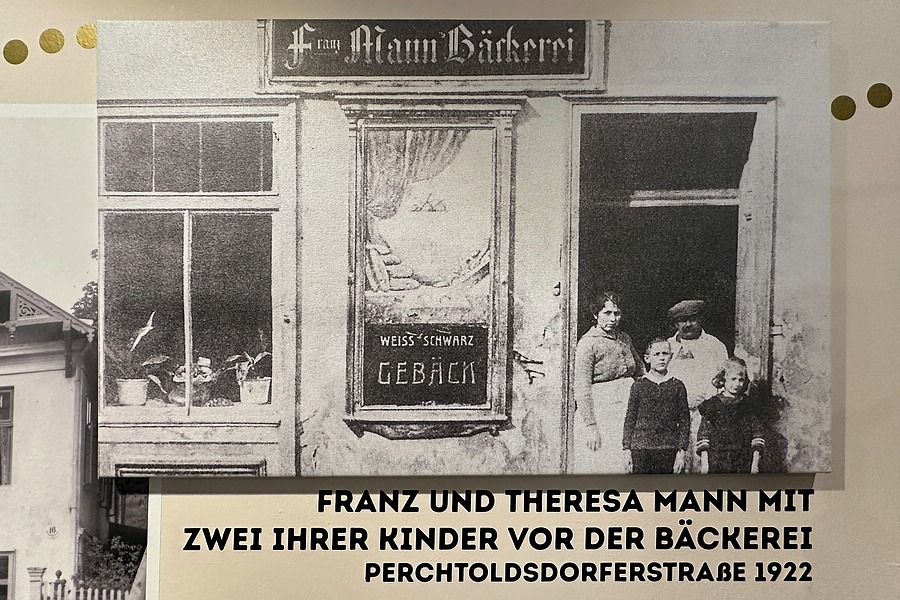 Franz Mann's Bäckerei
WEISS-SCHWARZ
GEBÄCK
FRANZ UND THERESA MANN MIT
ZWEI IHRER KINDER VOR DER BÄCKEREI
PERCHTOLDSDORFERSTRAßE 1922
16